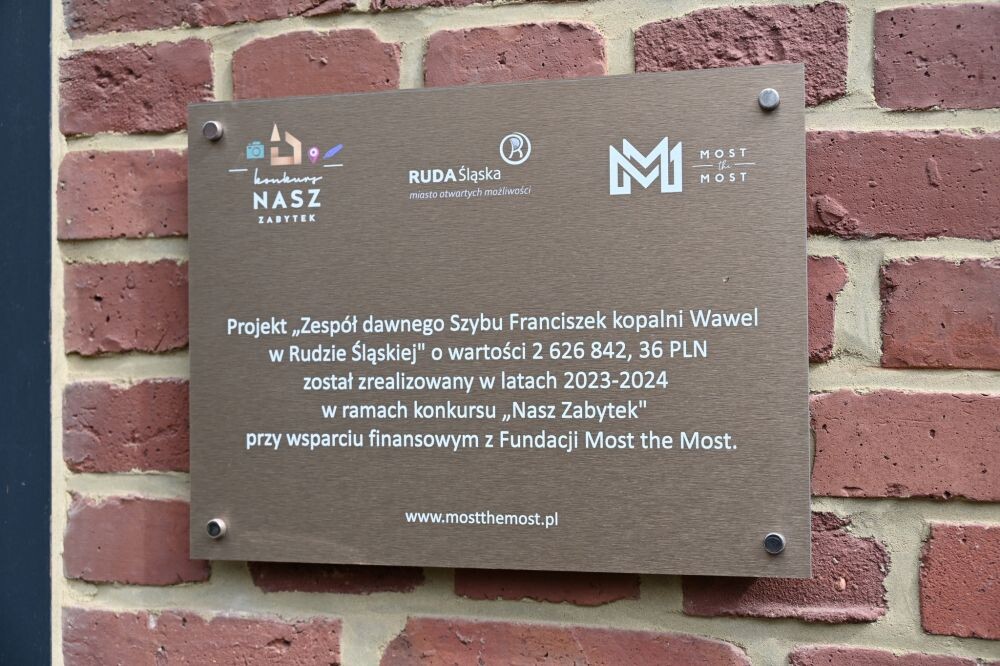 konkurs
NASZ
ZABYTEK
RUDA Śląska
miasto otwartych możliwości
MOST
the
MOST
Projekt „Zespół dawnego Szybu Franciszek kopalni Wawel
w Rudzie Śląskiej" o wartości 2 626 842, 36 PLN
został zrealizowany w latach 2023-2024
w ramach konkursu „Nasz Zabytek"
przy wsparciu finansowym z Fundacji Most the Most.
www.mostthemost.pl